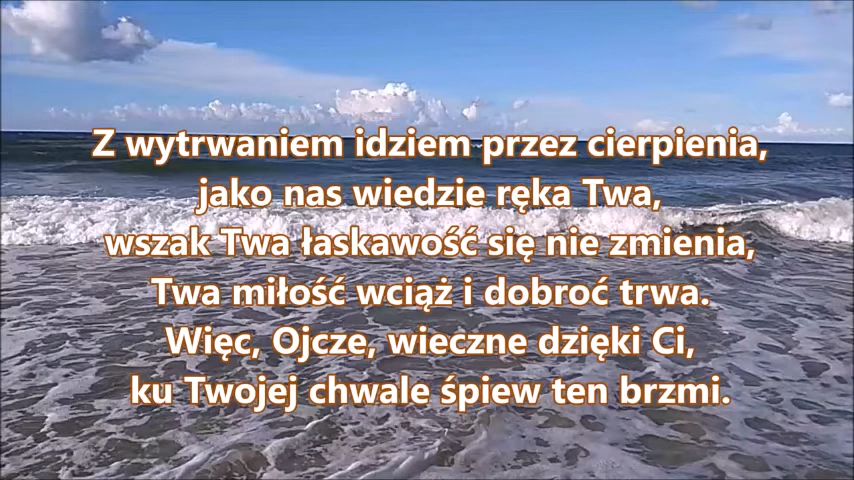 Z wytrwaniem idziem przez cierpienia,
jako nas wiedzie ręka Twa,
wszak Twa łaskawość się nie zmienia,
Twa miłość wciąż i dobroć trwa.
Więc, Ojcze, wieczne dzięki Ci,
ku Twojej chwale śpiew ten brzmi.